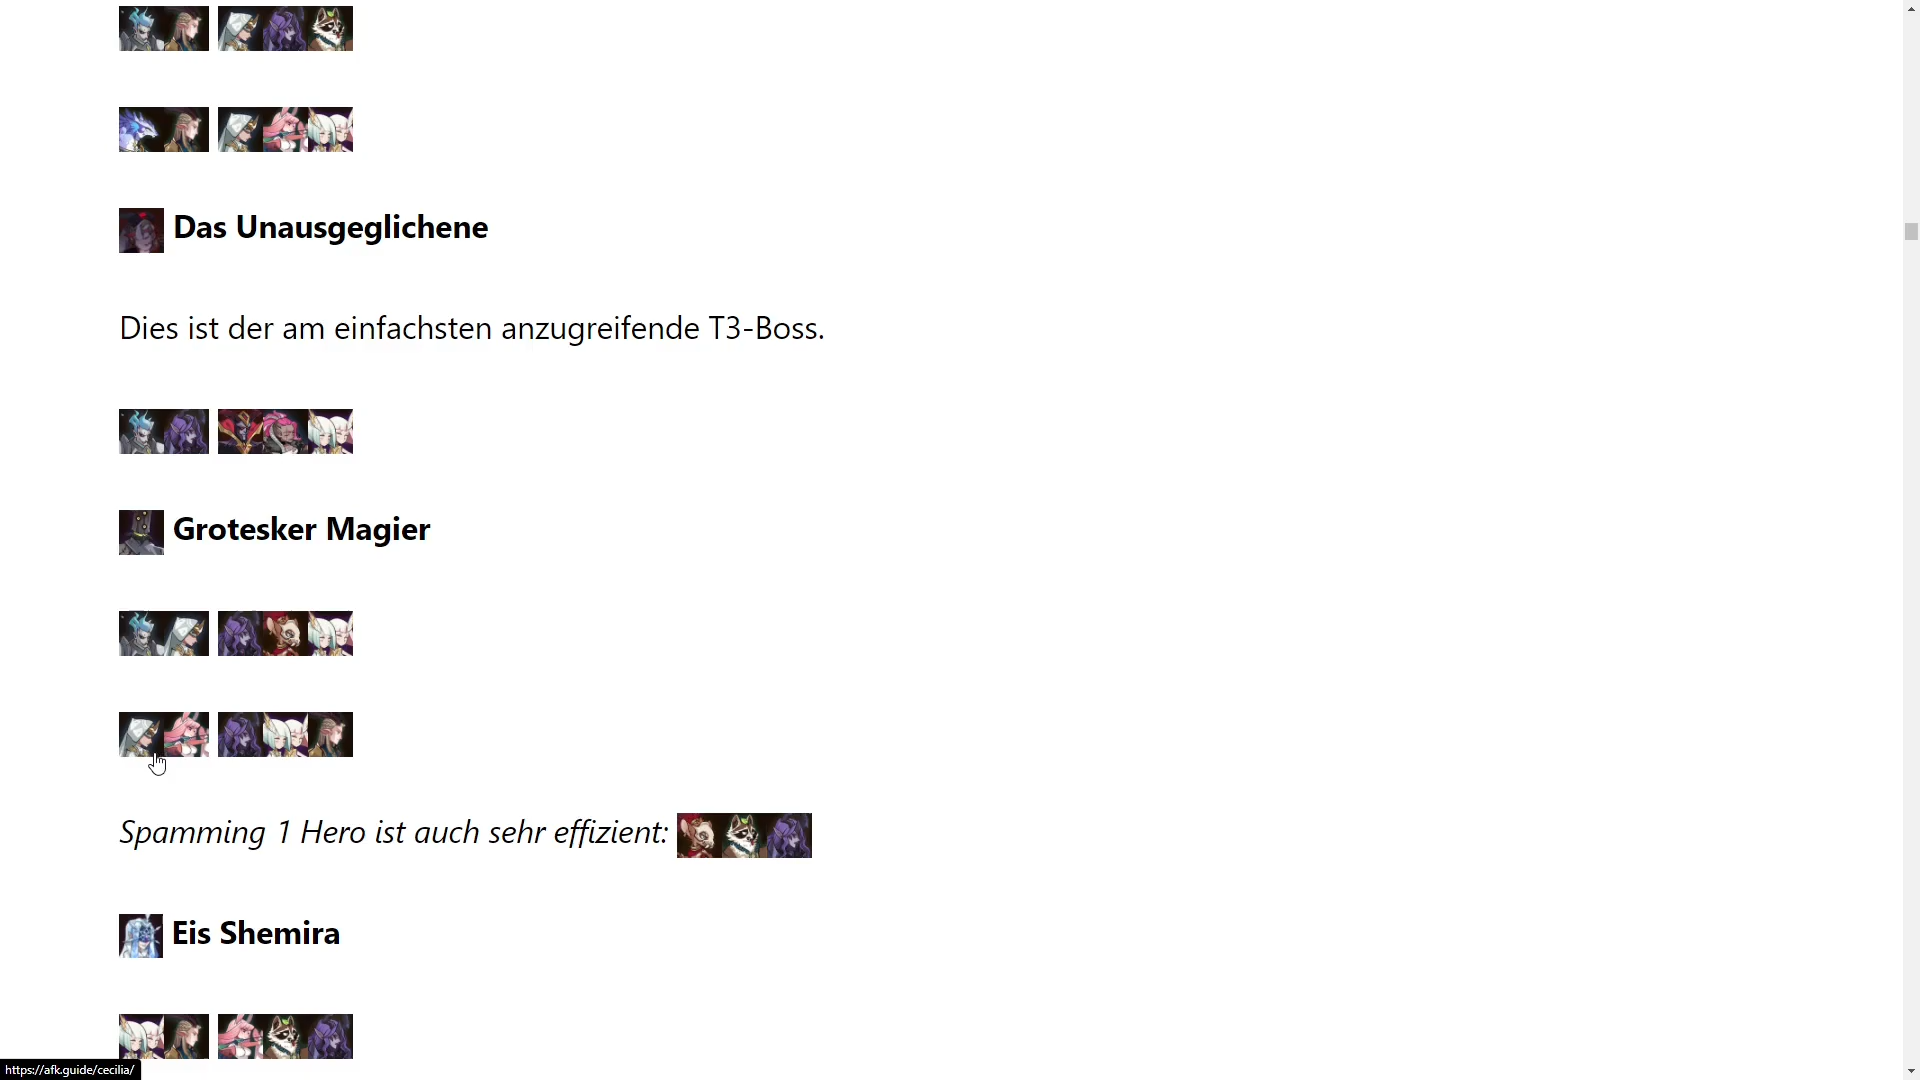 Das Unausgeglichene
Dies ist der am einfachsten anzugreifende T3-Boss.
Grotesker Magier
Spamming 1 Hero ist auch sehr effizient:
Eis Shemira
https://afk.guide/cecilia/